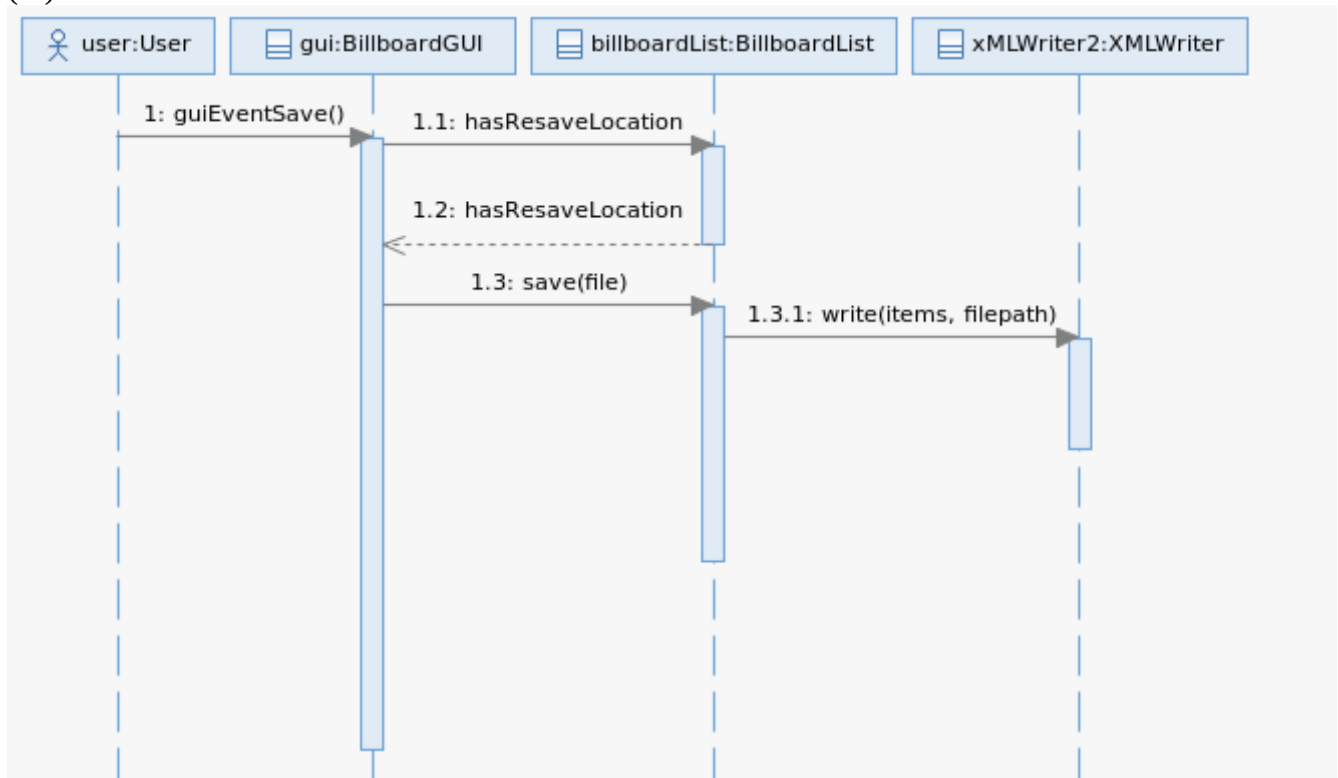 user:User
gui:BillboardGUI
billboardList:BillboardList
xMLWriter2:XMLWriter
1: guiEventSave()
1.1: hasResaveLocation
1.2: hasResaveLocation
1.3: save(file)
1.3.1: write(items, filepath)